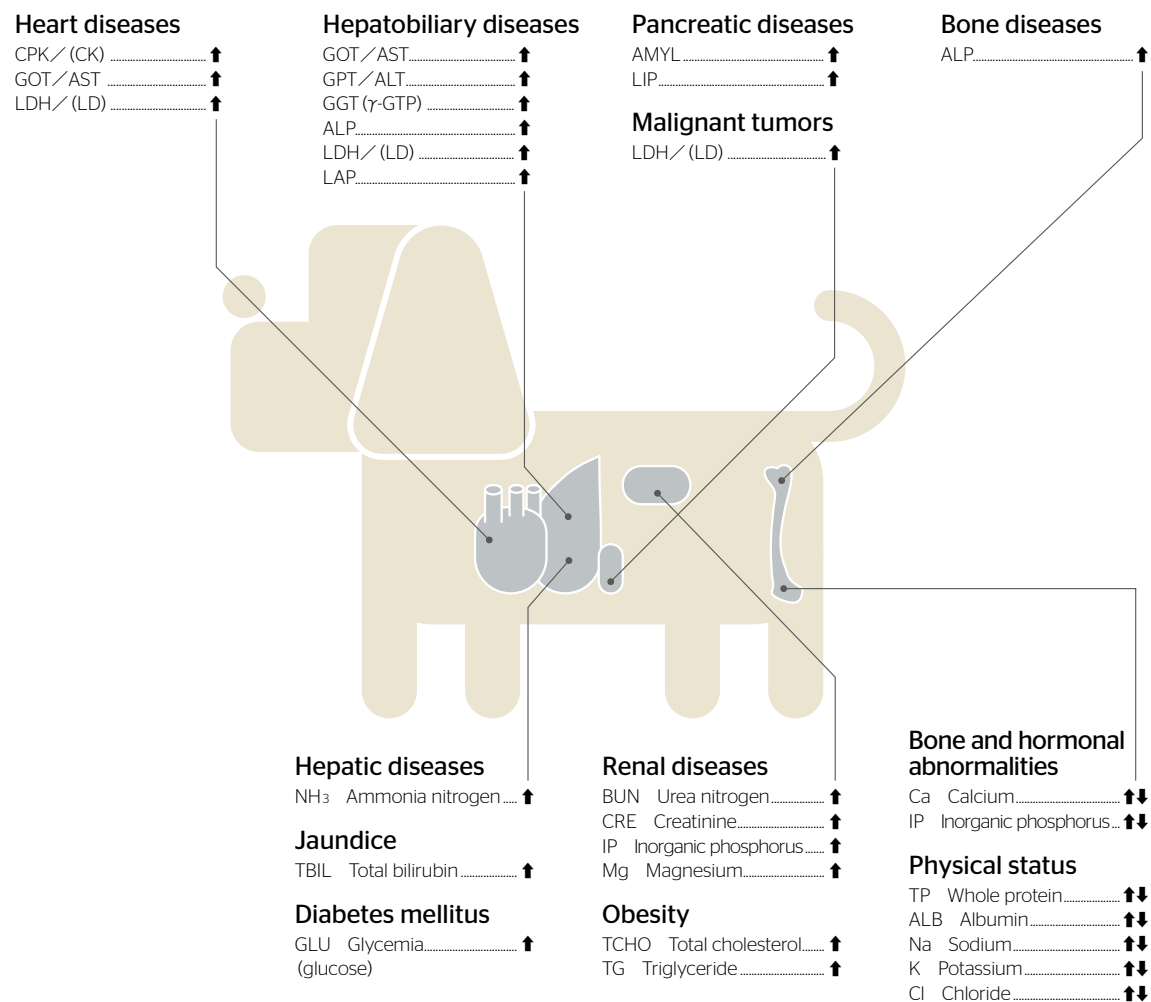 Heart diseases
CPK／(CK) ↑
GOT／AST ↑
LDH／(LD) ↑
Hepatobiliary diseases
GOT／AST ↑
GPT／ALT ↑
GGT (γ-GTP) ↑
ALP ↑
LDH／(LD) ↑
LAP ↑
Pancreatic diseases
AMYL ↑
LIP ↑
Malignant tumors
LDH／(LD) ↑
Bone diseases
ALP ↑
Hepatic diseases
NH3 Ammonia nitrogen ↑
Jaundice
TBIL Total bilirubin ↑
Diabetes mellitus
GLU Glycemia ↑
(glucose)
Renal diseases
BUN Urea nitrogen ↑
CRE Creatinine ↑
IP Inorganic phosphorus ↑
Mg Magnesium ↑
Obesity
TCHO Total cholesterol ↑
TG Triglyceride ↑
Bone and hormonal
abnormalities
Ca Calcium ↑↓
IP Inorganic phosphorus ↑↓
Physical status
TP Whole protein ↑↓
ALB Albumin ↑↓
Na Sodium ↑↓
K Potassium ↑↓
Cl Chloride ↑↓